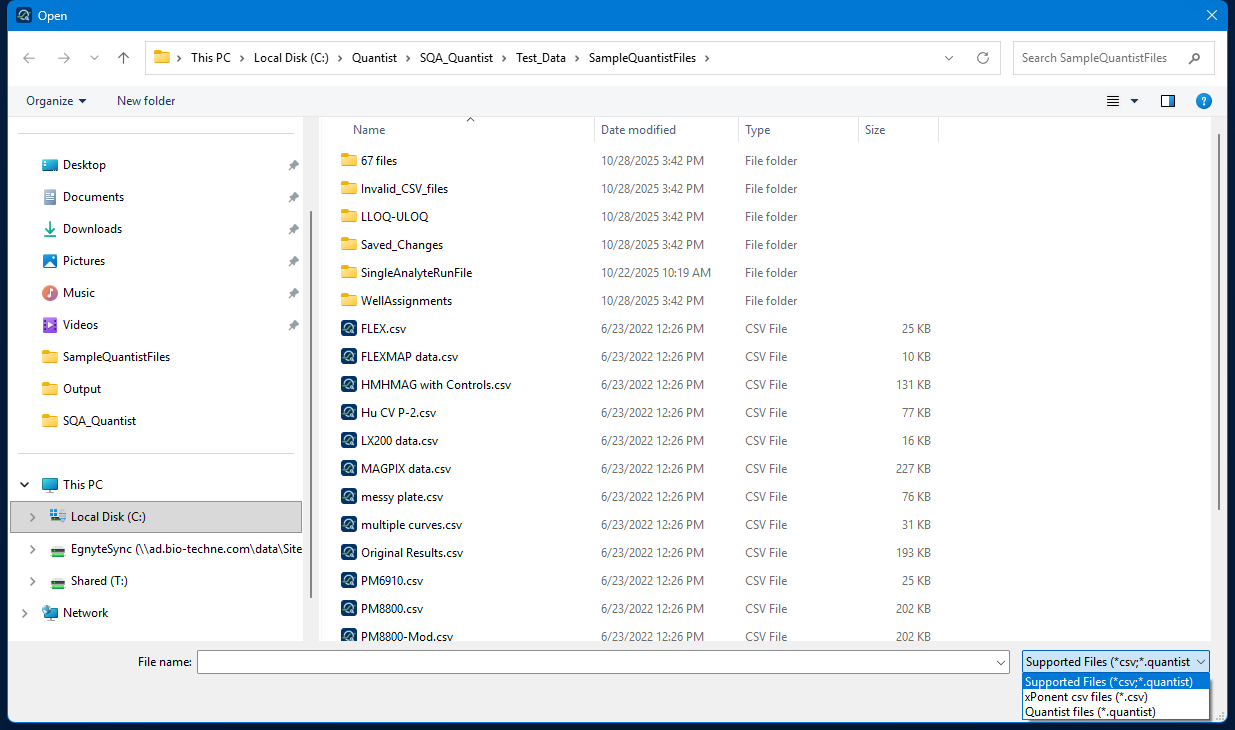 Open
This PC > Local Disk (C:) > Quantist > SQA_Quantist > Test_Data > SampleQuantistFiles >
Search SampleQuantistFiles
Organize
New folder
Desktop
Documents
Downloads
Pictures
Music
Videos
SampleQuantistFiles
Output
SQA_Quantist
This PC
Local Disk (C:)
EgnyteSync (\\ad.bio-techne.com\data\Site
Shared (T:)
Network
Name Date modified Type Size
67 files 10/28/2025 3:42 PM File folder
Invalid_CSV_files 10/28/2025 3:42 PM File folder
LLOQ-ULOQ 10/28/2025 3:42 PM File folder
Saved_Changes 10/28/2025 3:42 PM File folder
SingleAnalyteRunFile 10/22/2025 10:19 AM File folder
WellAssignments 10/28/2025 3:42 PM File folder
FLEX.csv 6/23/2022 12:26 PM CSV File 25 KB
FLEXMAP data.csv 6/23/2022 12:26 PM CSV File 10 KB
HMHMAG with Controls.csv 6/23/2022 12:26 PM CSV File 131 KB
Hu CV P-2.csv 6/23/2022 12:26 PM CSV File 77 KB
LX200 data.csv 6/23/2022 12:26 PM CSV File 16 KB
MAGPIX data.csv 6/23/2022 12:26 PM CSV File 227 KB
messy plate.csv 6/23/2022 12:26 PM CSV File 76 KB
multiple curves.csv 6/23/2022 12:26 PM CSV File 31 KB
Original Results.csv 6/23/2022 12:26 PM CSV File 193 KB
PM6910.csv 6/23/2022 12:26 PM CSV File 25 KB
PM8800.csv 6/23/2022 12:26 PM CSV File 202 KB
PM8800-Mod.csv 6/23/2022 12:26 PM CSV File 202 KB
File name:
Supported Files (*csv;*.quantist
Supported Files (*csv;*.quantist)
xPonent csv files (*.csv)
Quantist files (*.quantist)